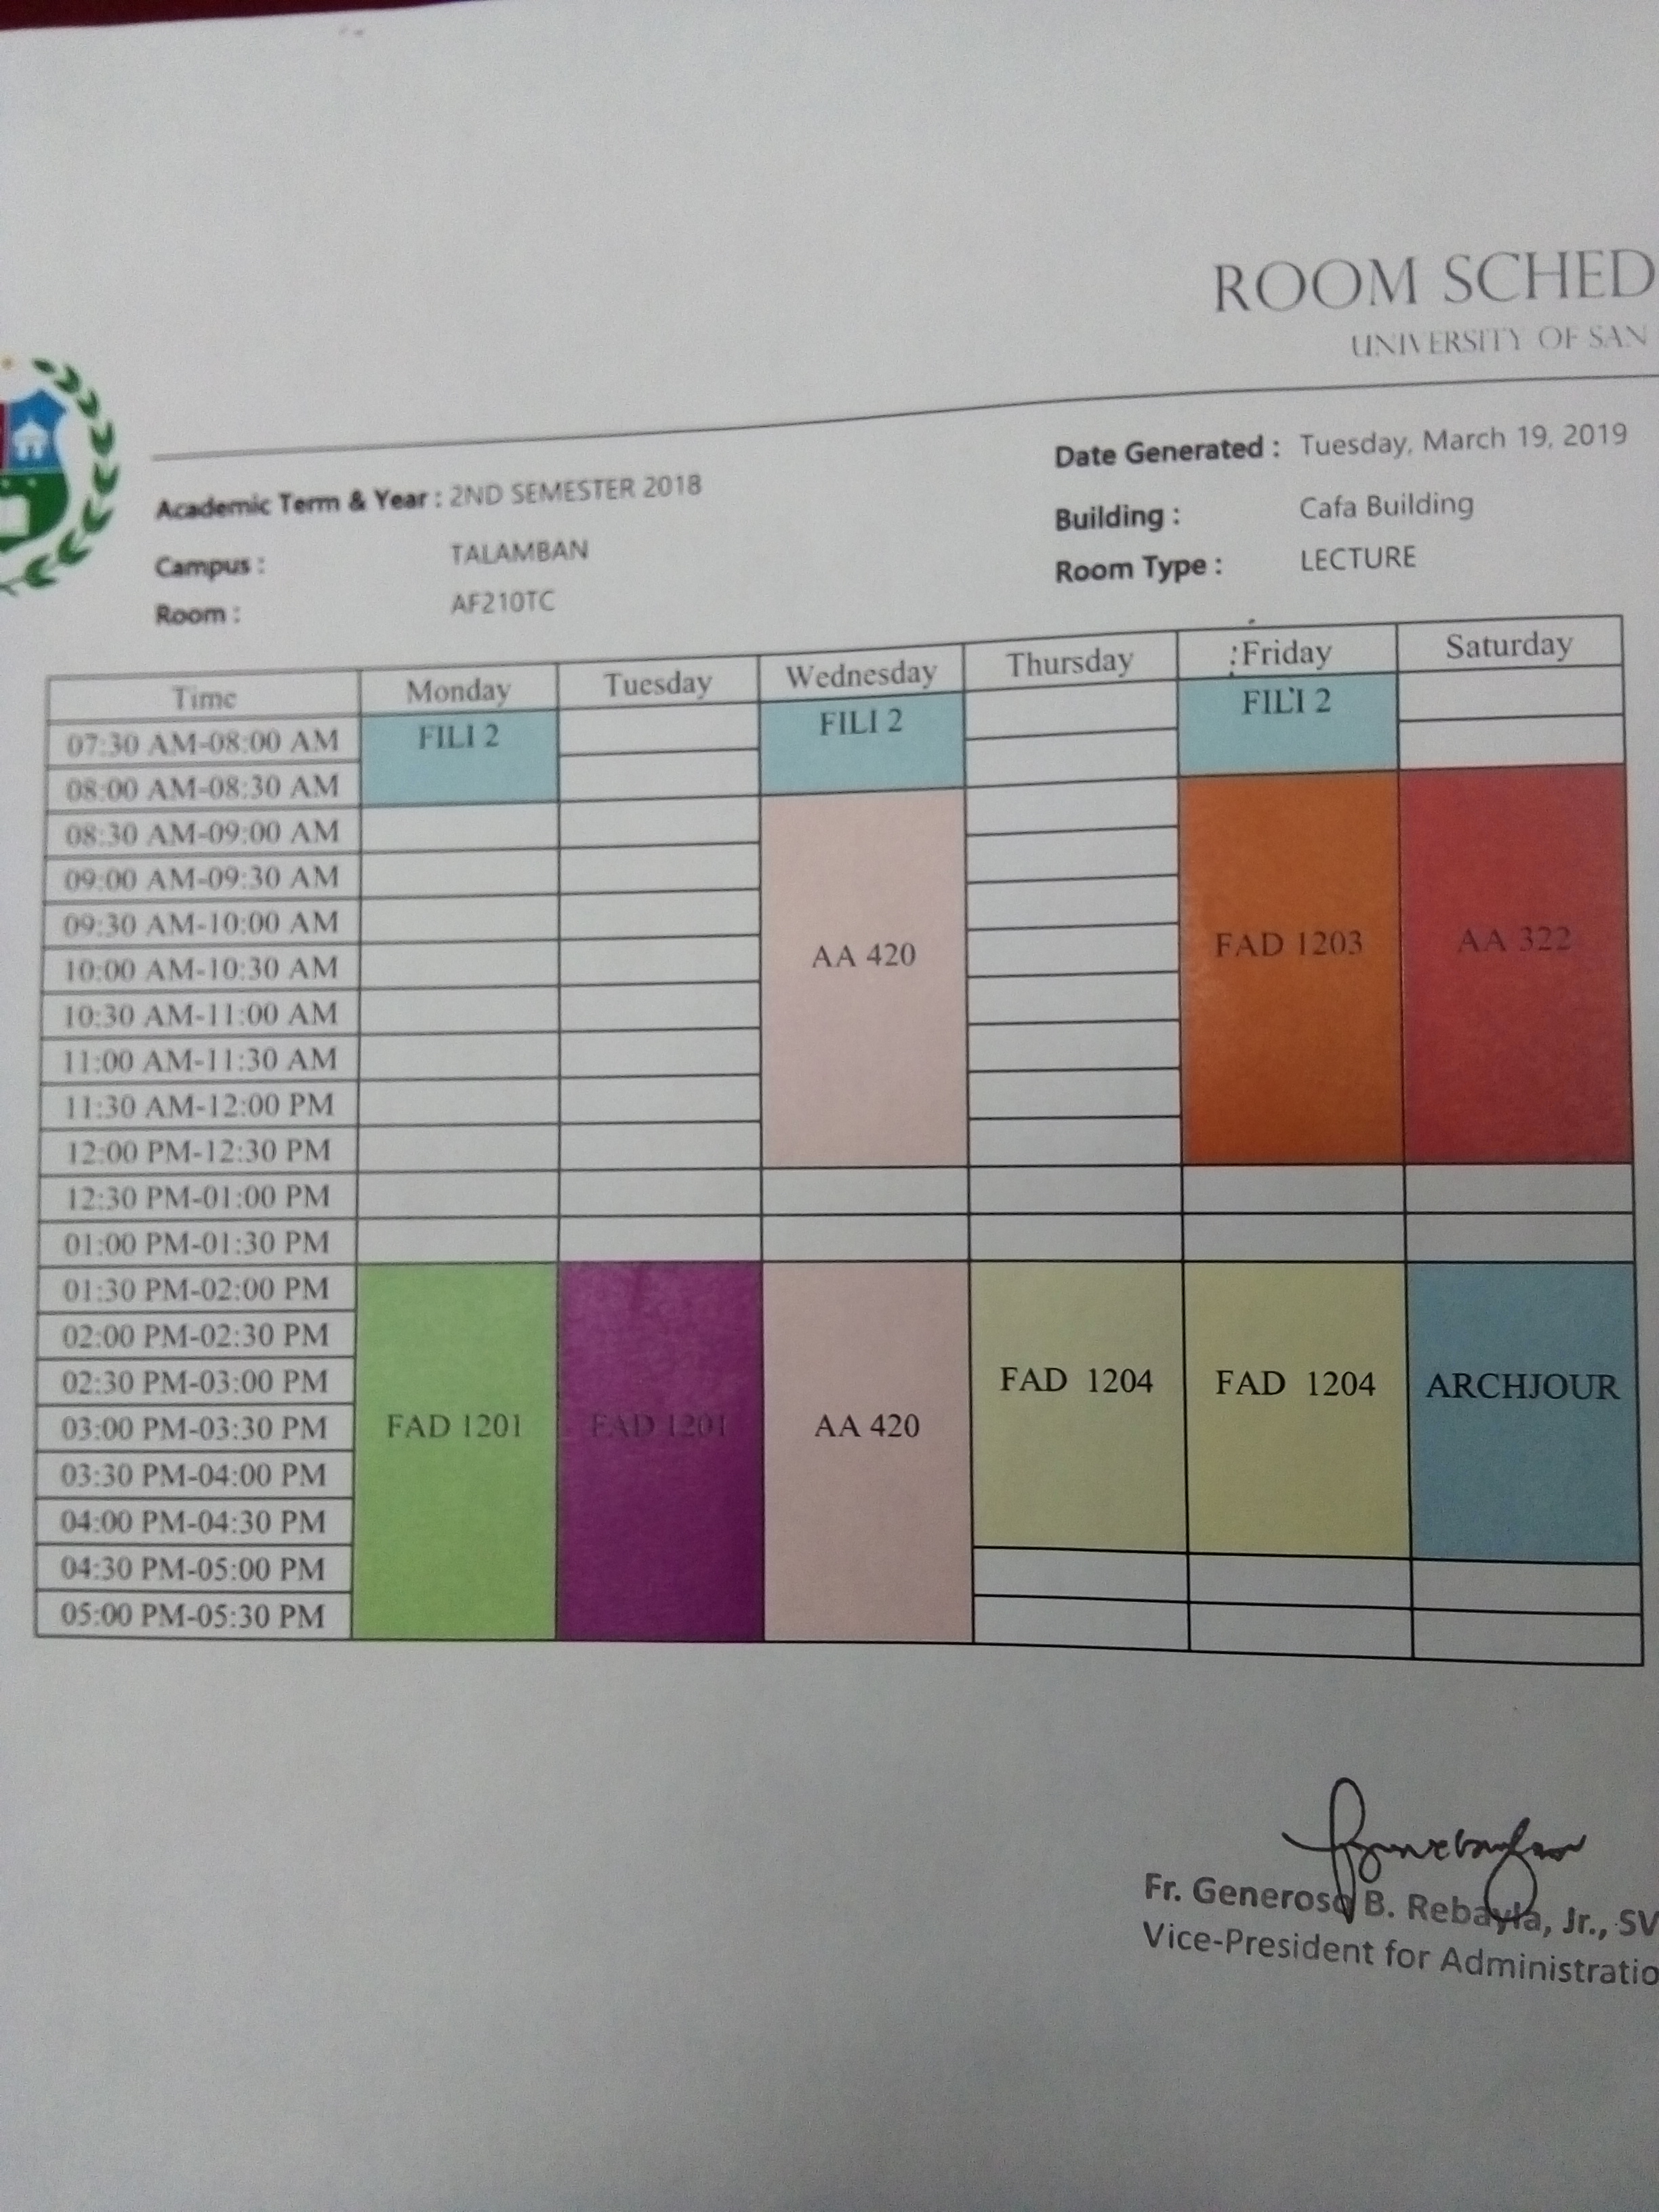 ROOM SCHED
UNIVERSITY OF SAN
Academic Term & Year : 2ND SEMESTER 2018
Date Generated : Tuesday, March 19, 2019
Campus : TALAMBAN
Building : Cafa Building
Room : AF210TC
Room Type : LECTURE
Time Monday Tuesday Wednesday Thursday Friday Saturday
07:30 AM-08:00 AM FILI 2 FILI 2 FILI 2
08:00 AM-08:30 AM
08:30 AM-09:00 AM
09:00 AM-09:30 AM
09:30 AM-10:00 AM
10:00 AM-10:30 AM AA 420 FAD 1203 AA 322
10:30 AM-11:00 AM
11:00 AM-11:30 AM
11:30 AM-12:00 PM
12:00 PM-12:30 PM
12:30 PM-01:00 PM
01:00 PM-01:30 PM
01:30 PM-02:00 PM
02:00 PM-02:30 PM
02:30 PM-03:00 PM FAD 1204 FAD 1204 ARCHJOUR
03:00 PM-03:30 PM FAD 1201 FAD 1201 AA 420
03:30 PM-04:00 PM
04:00 PM-04:30 PM
04:30 PM-05:00 PM
05:00 PM-05:30 PM
Fr. Generoso B. Rebayla, Jr., SV
Vice-President for Administratio